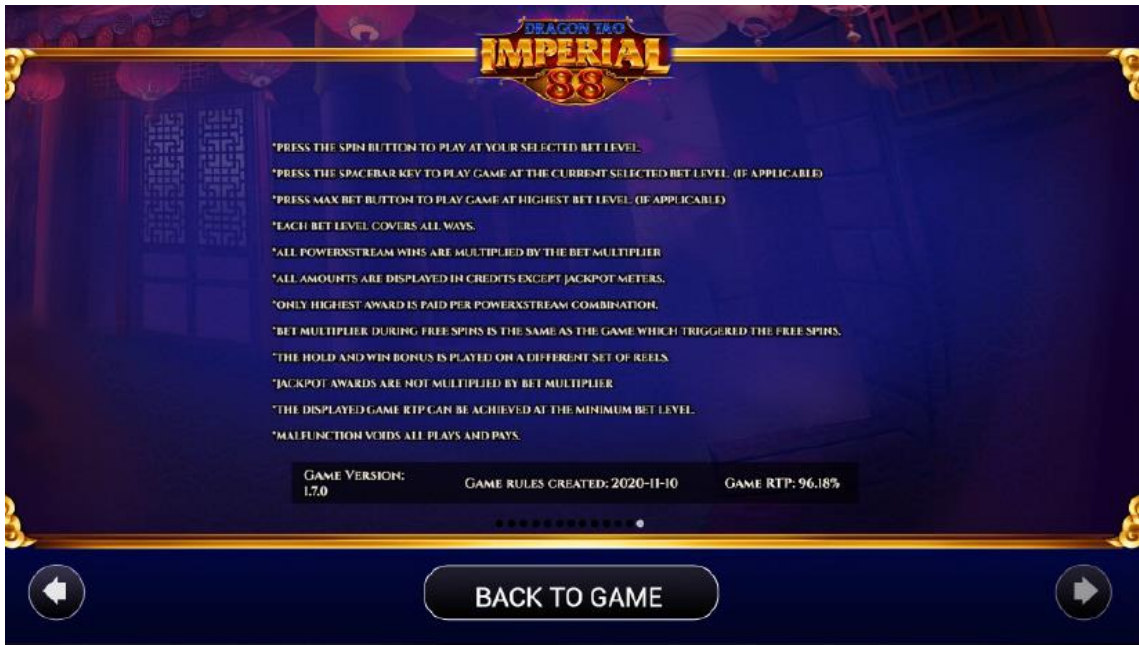 DRAGON TAO
IMPERIAL
88
*PRESS THE SPIN BUTTON TO PLAY AT YOUR SELECTED BET LEVEL.
*PRESS THE SPACEBAR KEY TO PLAY GAME AT THE CURRENT SELECTED BET LEVEL. (IF APPLICABLE)
*PRESS MAX BET BUTTON TO PLAY GAME AT HIGHEST BET LEVEL. (IF APPLICABLE)
*EACH BET LEVEL COVERS ALL WAYS.
*ALL POWERXSTREAM WINS ARE MULTIPLIED BY THE BET MULTIPLIER
*ALL AMOUNTS ARE DISPLAYED IN CREDITS EXCEPT JACKPOT METERS.
*ONLY HIGHEST AWARD IS PAID PER POWERXSTREAM COMBINATION.
*BET MULTIPLIER DURING FREE SPINS IS THE SAME AS THE GAME WHICH TRIGGERED THE FREE SPINS.
*THE HOLD AND WIN BONUS IS PLAYED ON A DIFFERENT SET OF REELS.
*JACKPOT AWARDS ARE NOT MULTIPLIED BY BET MULTIPLIER
*THE DISPLAYED GAME RTP CAN BE ACHIEVED AT THE MINIMUM BET LEVEL.
*MALFUNCTION VOIDS ALL PLAYS AND PAYS.
GAME VERSION:
1.7.0
GAME RULES CREATED: 2020-11-10
GAME RTP: 96.18%
BACK TO GAME